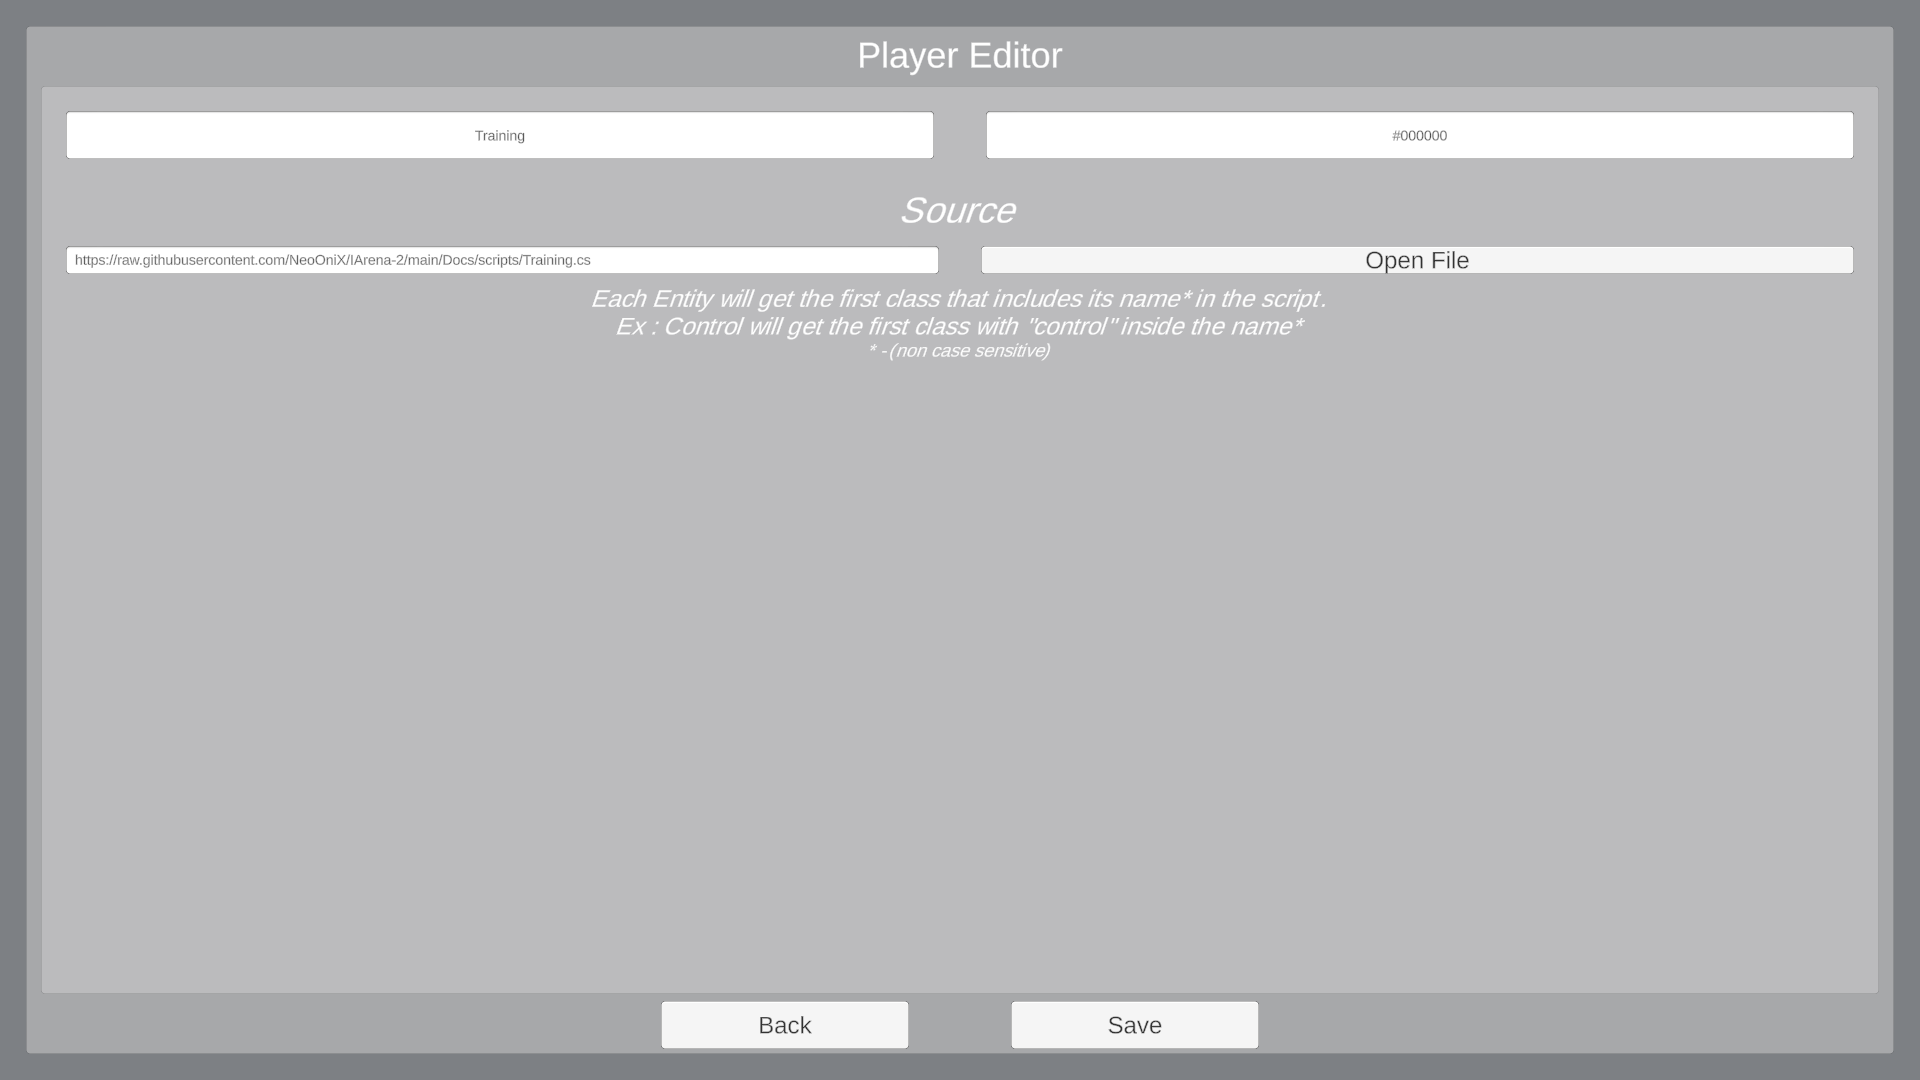 Player Editor
Training
#000000
Source
https://raw.githubusercontent.com/NeoOniX/IArena-2/main/Docs/scripts/Training.cs
Open File
Each Entity will get the first class that includes its name* in the script.
Ex : Control will get the first class with "control" inside the name*
* - (non case sensitive)
Back
Save